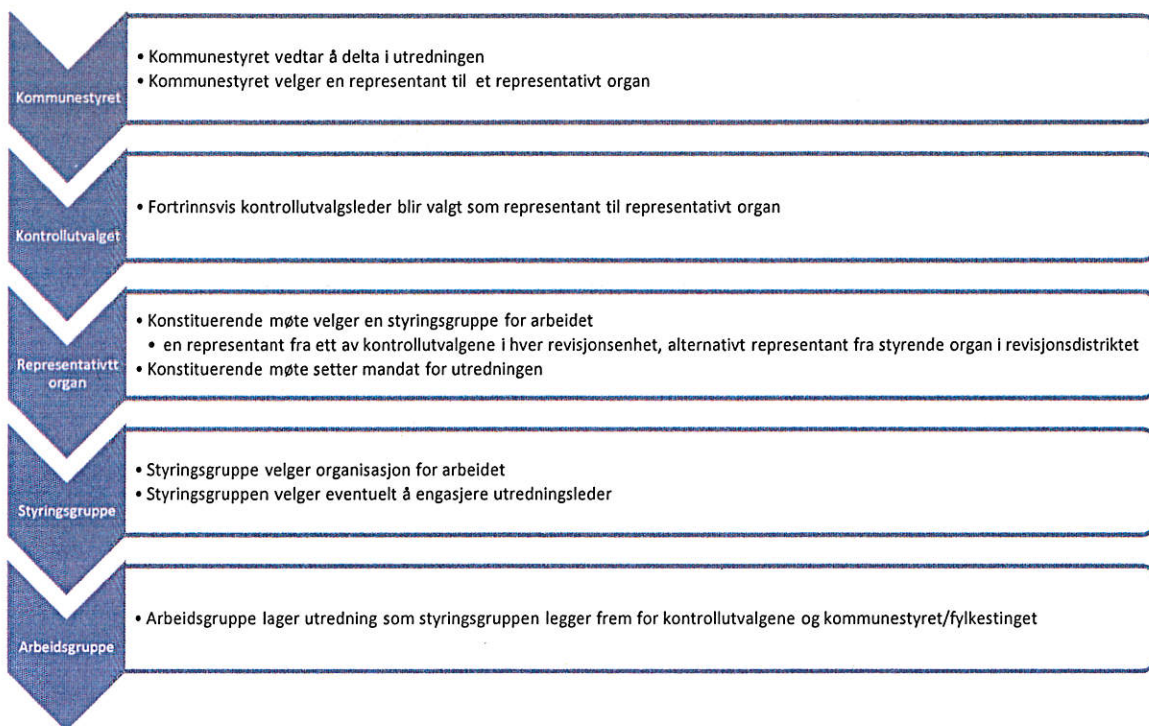 Kommunestyret
• Kommunestyret vedtar å delta i utredningen
• Kommunestyret velger en representant til et representativt organ
Kontrollutvalget
• Fortrinnsvis kontrollutvalgsleder blir valgt som representant til representativt organ
Representativtt
organ
• Konstituerende møte velger en styringsgruppe for arbeidet
• en representant fra ett av kontrollutvalgene i hver revisjonsenhet, alternativt representant fra styrende organ i revisjonsdistriktet
• Konstituerende møte setter mandat for utredningen
Styringsgruppe
• Styringsgruppe velger organisasjon for arbeidet
• Styringsgruppen velger eventuelt å engasjere utredningsleder
Arbeidsgruppe
• Arbeidsgruppe lager utredning som styringsgruppen legger frem for kontrollutvalgene og kommunestyret/fylkestinget